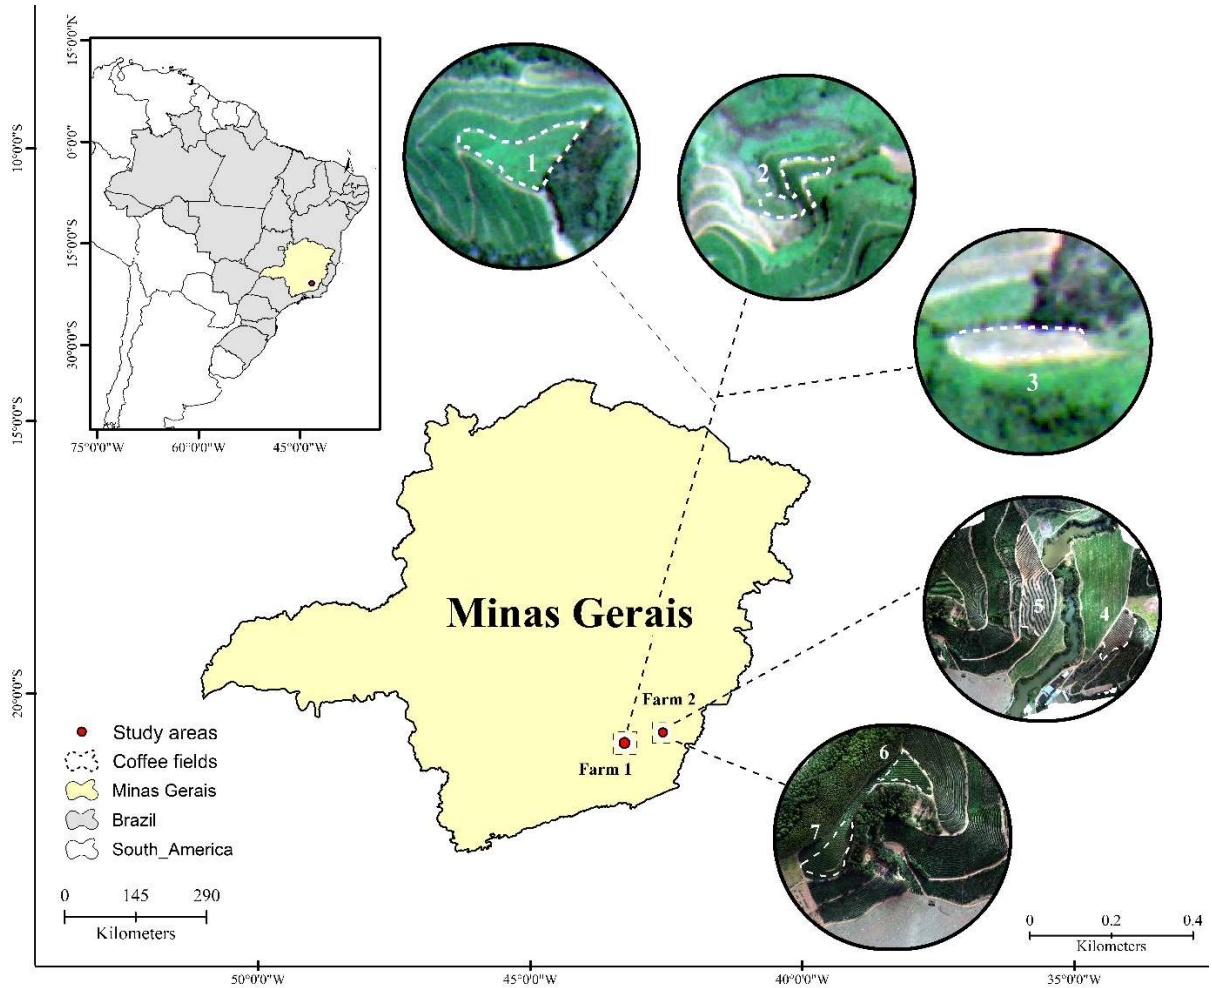 15°0'0"N
0°0'0"
15°0'0"S
30°0'0"S
75°0'0"W
60°0'0"W
45°0'0"W
10°0'0"S
15°0'0"S
20°0'0"S
1
2
3
Minas Gerais
5
4
Farm 2
Farm 1
6
7
Study areas
Coffee fields
Minas Gerais
Brazil
South_America
0 145 290
Kilometers
0 0.2 0.4
Kilometers
50°0'0"W
45°0'0"W
40°0'0"W
35°0'0"W